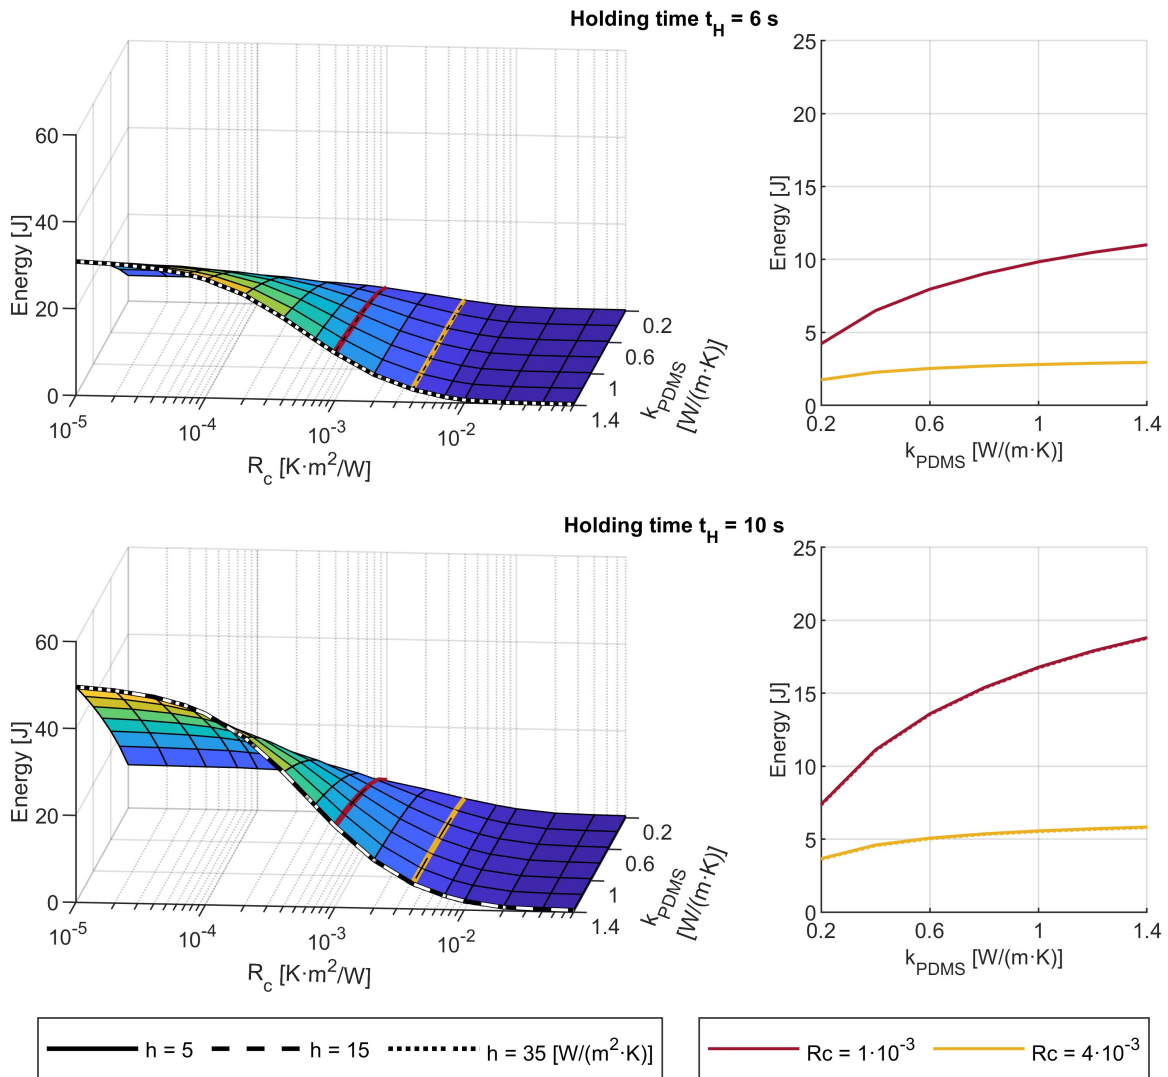 Holding time t_H = 6 s
60
40
20
0
Energy [J]
10^-5
10^-4
10^-3
10^-2
R_c [K·m^2/W]
0.2
0.6
1
1.4
k_PDMS
[W/(m·K)]
25
20
15
10
5
0
Energy [J]
0.2
0.6
1
1.4
k_PDMS [W/(m·K)]
Holding time t_H = 10 s
60
40
20
0
Energy [J]
10^-5
10^-4
10^-3
10^-2
R_c [K·m^2/W]
0.2
0.6
1
1.4
k_PDMS
[W/(m·K)]
25
20
15
10
5
0
Energy [J]
0.2
0.6
1
1.4
k_PDMS [W/(m·K)]
h = 5 h = 15 h = 35 [W/(m^2·K)]
Rc = 1·10^-3 Rc = 4·10^-3